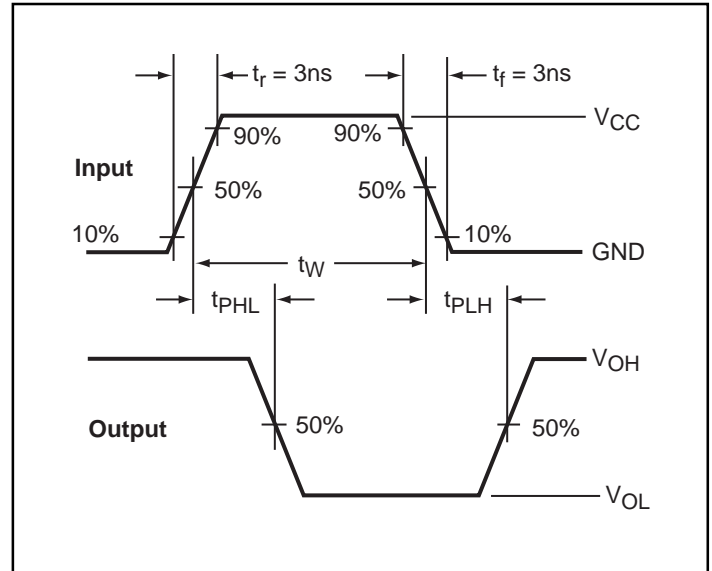 tr = 3ns
tf = 3ns
VCC
90%
90%
Input
50%
50%
10%
10%
GND
tW
tPHL
tPLH
VOH
Output
50%
50%
VOL